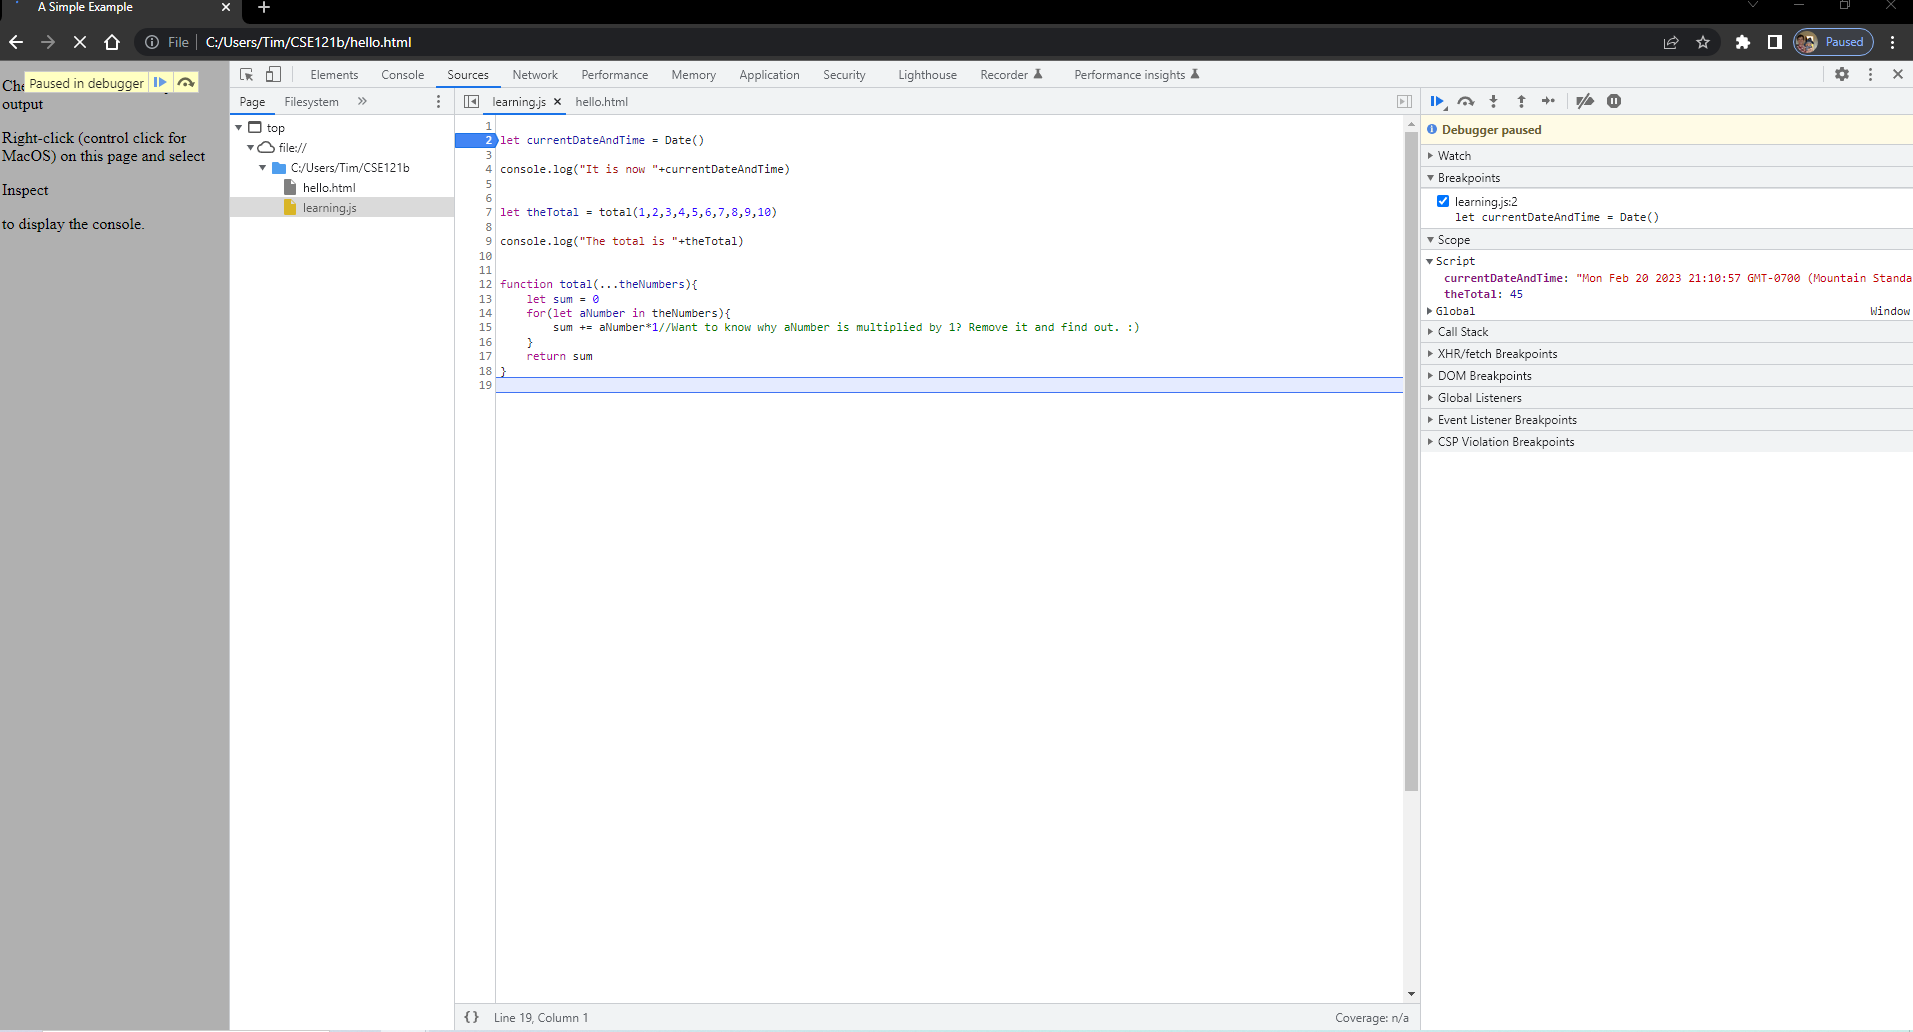 A Simple Example
File C:/Users/Tim/CSE121b/hello.html
Paused
Che
Paused in debugger
output
Right-click (control click for
MacOS) on this page and select
Inspect
to display the console.
Elements Console Sources Network Performance Memory Application Security Lighthouse Recorder Performance insights
Page Filesystem
top
file://
C:/Users/Tim/CSE121b
hello.html
learning.js
learning.js hello.html
1
2 let currentDateAndTime = Date()
3
4 console.log("It is now "+currentDateAndTime)
5
6
7 let theTotal = total(1,2,3,4,5,6,7,8,9,10)
8
9 console.log("The total is "+theTotal)
10
11
12 function total(...theNumbers){
13 let sum = 0
14 for(let aNumber in theNumbers){
15 sum += aNumber*1//Want to know why aNumber is multiplied by 1? Remove it and find out. :)
16 }
17 return sum
18 }
19
{} Line 19, Column 1
Coverage: n/a
Debugger paused
Watch
Breakpoints
learning.js:2
let currentDateAndTime = Date()
Scope
Script
currentDateAndTime: "Mon Feb 20 2023 21:10:57 GMT-0700 (Mountain Standa
theTotal: 45
Global Window
Call Stack
XHR/fetch Breakpoints
DOM Breakpoints
Global Listeners
Event Listener Breakpoints
CSP Violation Breakpoints